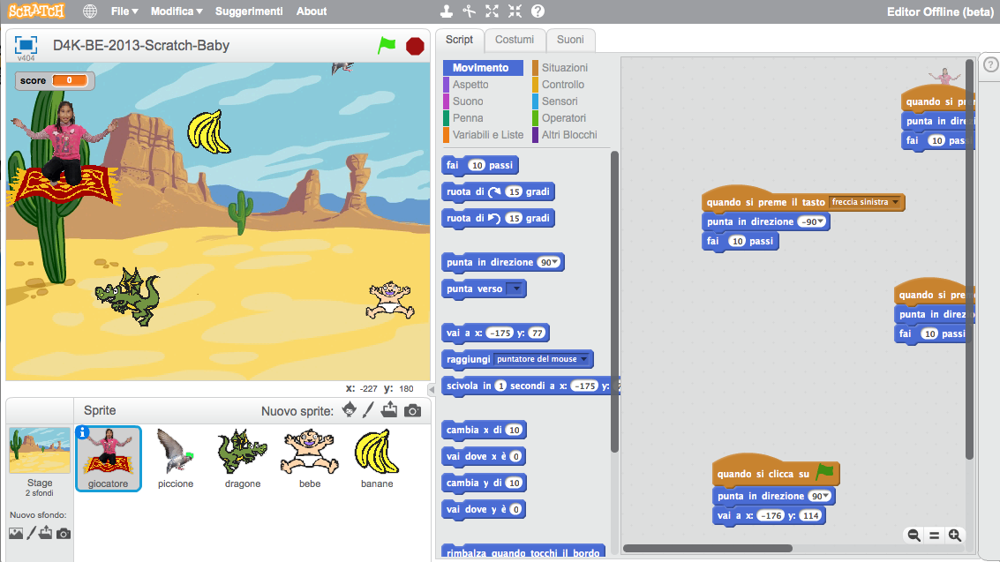 SCRATCH File ▾ Modifica ▾ Suggerimenti About ? Editor Offline (beta)
D4K-BE-2013-Scratch-Baby
v404
score 0
x: -227 y: 180
Sprite Nuovo sprite:
Stage
2 sfondi
Nuovo sfondo:
giocatore piccione dragone bebe banane
Script Costumi Suoni
Movimento Situazioni
Aspetto Controllo
Suono Sensori
Penna Operatori
Variabili e Liste Altri Blocchi
fai 10 passi
ruota di 15 gradi
ruota di 15 gradi
punta in direzione 90▾
punta verso
vai a x: -175 y: 77
raggiungi puntatore del mouse
scivola in 1 secondi a x: -175 y:
cambia x di 10
vai dove x è 0
cambia y di 10
vai dove y è 0
rimbalza quando tocchi il bordo
quando si pre
punta in direz
fai 10 passi
quando si preme il tasto freccia sinistra
punta in direzione -90▾
fai 10 passi
quando si pre
punta in direz
fai 10 passi
quando si clicca su
punta in direzione 90▾
vai a x: -176 y: 114
?